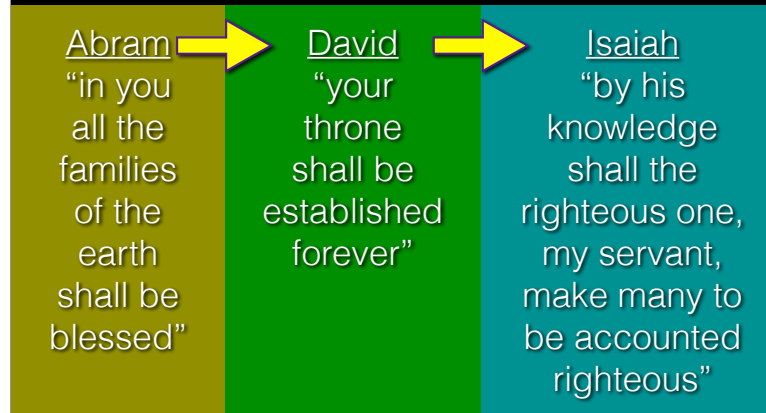 Abram
“in you
all the
families
of the
earth
shall be
blessed”
David
“your
throne
shall be
established
forever”
Isaiah
“by his
knowledge
shall the
righteous one,
my servant,
make many to
be accounted
righteous”